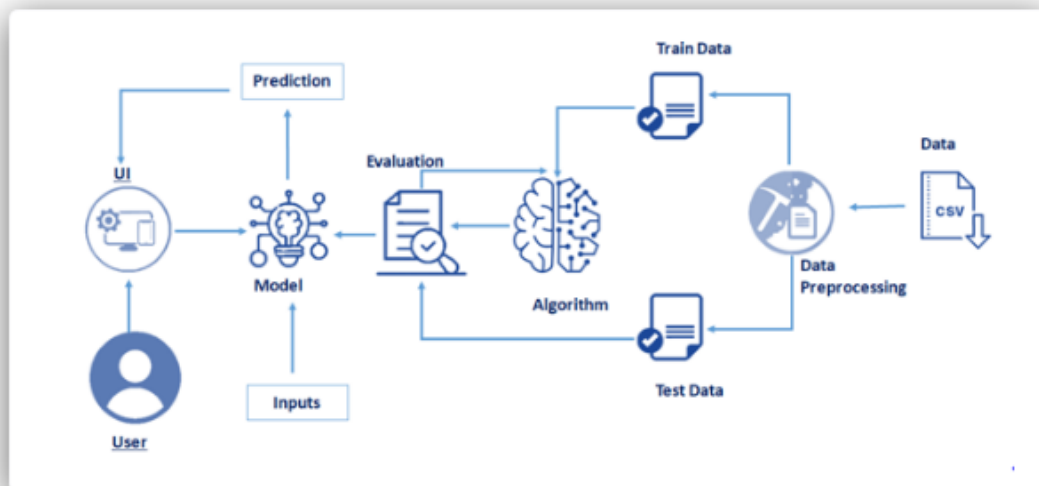 Train Data
Prediction
Data
Evaluation
UI
CSV
Model
Data
Preprocessing
Algorithm
Inputs
Test Data
User